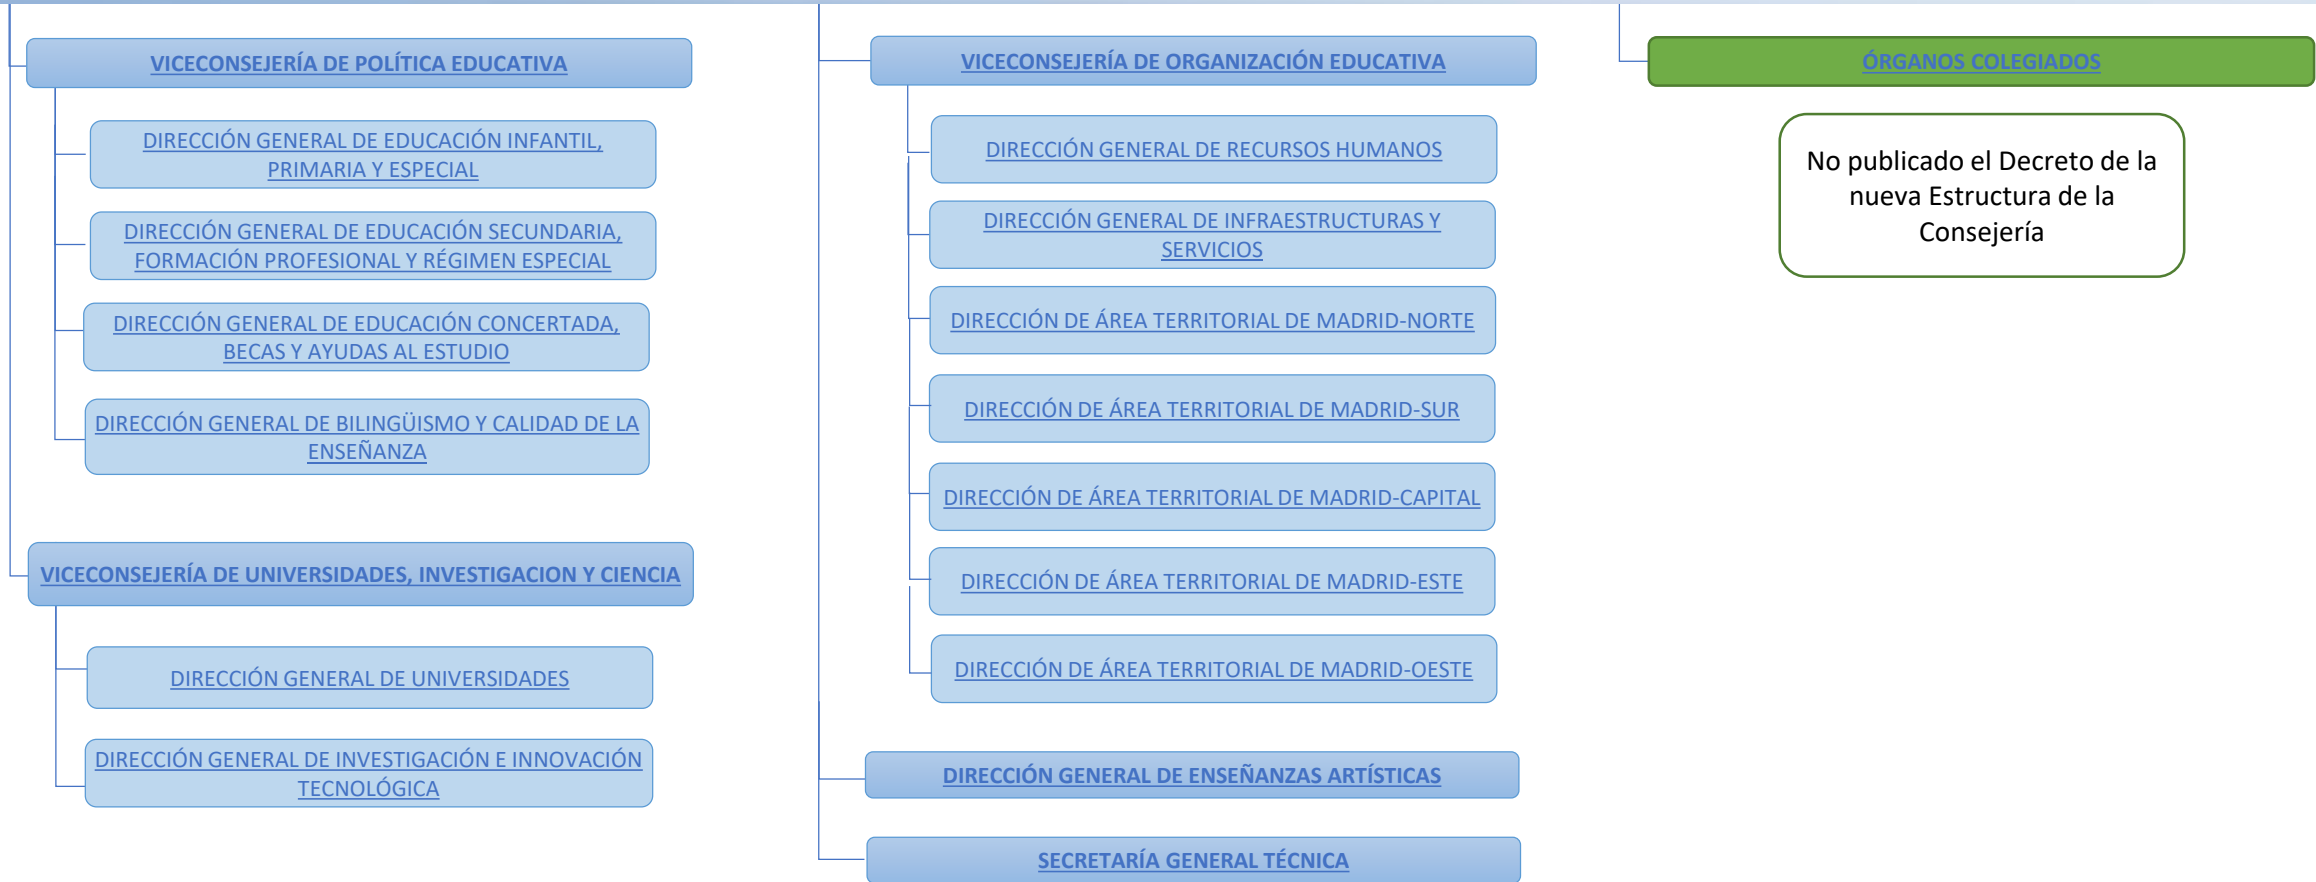 VICECONSEJERÍA DE POLÍTICA EDUCATIVA
DIRECCIÓN GENERAL DE EDUCACIÓN INFANTIL,
PRIMARIA Y ESPECIAL
DIRECCIÓN GENERAL DE EDUCACIÓN SECUNDARIA,
FORMACIÓN PROFESIONAL Y RÉGIMEN ESPECIAL
DIRECCIÓN GENERAL DE EDUCACIÓN CONCERTADA,
BECAS Y AYUDAS AL ESTUDIO
DIRECCIÓN GENERAL DE BILINGÜISMO Y CALIDAD DE LA
ENSEÑANZA
VICECONSEJERÍA DE UNIVERSIDADES, INVESTIGACION Y CIENCIA
DIRECCIÓN GENERAL DE UNIVERSIDADES
DIRECCIÓN GENERAL DE INVESTIGACIÓN E INNOVACIÓN
TECNOLÓGICA
VICECONSEJERÍA DE ORGANIZACIÓN EDUCATIVA
DIRECCIÓN GENERAL DE RECURSOS HUMANOS
DIRECCIÓN GENERAL DE INFRAESTRUCTURAS Y
SERVICIOS
DIRECCIÓN DE ÁREA TERRITORIAL DE MADRID-NORTE
DIRECCIÓN DE ÁREA TERRITORIAL DE MADRID-SUR
DIRECCIÓN DE ÁREA TERRITORIAL DE MADRID-CAPITAL
DIRECCIÓN DE ÁREA TERRITORIAL DE MADRID-ESTE
DIRECCIÓN DE ÁREA TERRITORIAL DE MADRID-OESTE
DIRECCIÓN GENERAL DE ENSEÑANZAS ARTÍSTICAS
SECRETARÍA GENERAL TÉCNICA
ÓRGANOS COLEGIADOS
No publicado el Decreto de la
nueva Estructura de la
Consejería